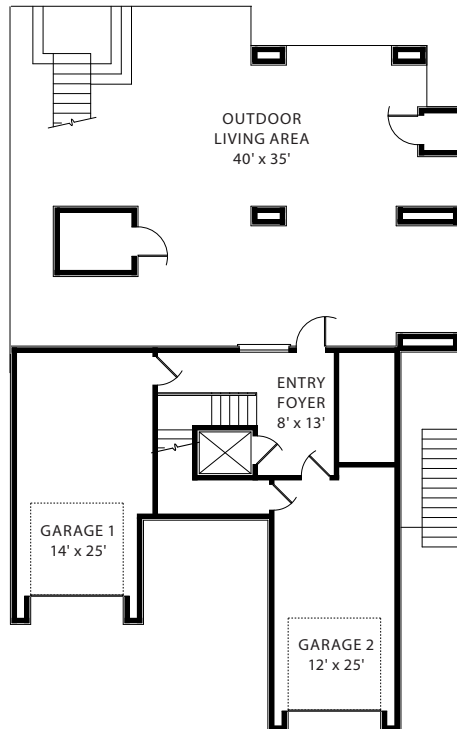 OUTDOOR
LIVING AREA
40' x 35'
ENTRY
FOYER
8' x 13'
GARAGE 1
14' x 25'
GARAGE 2
12' x 25'